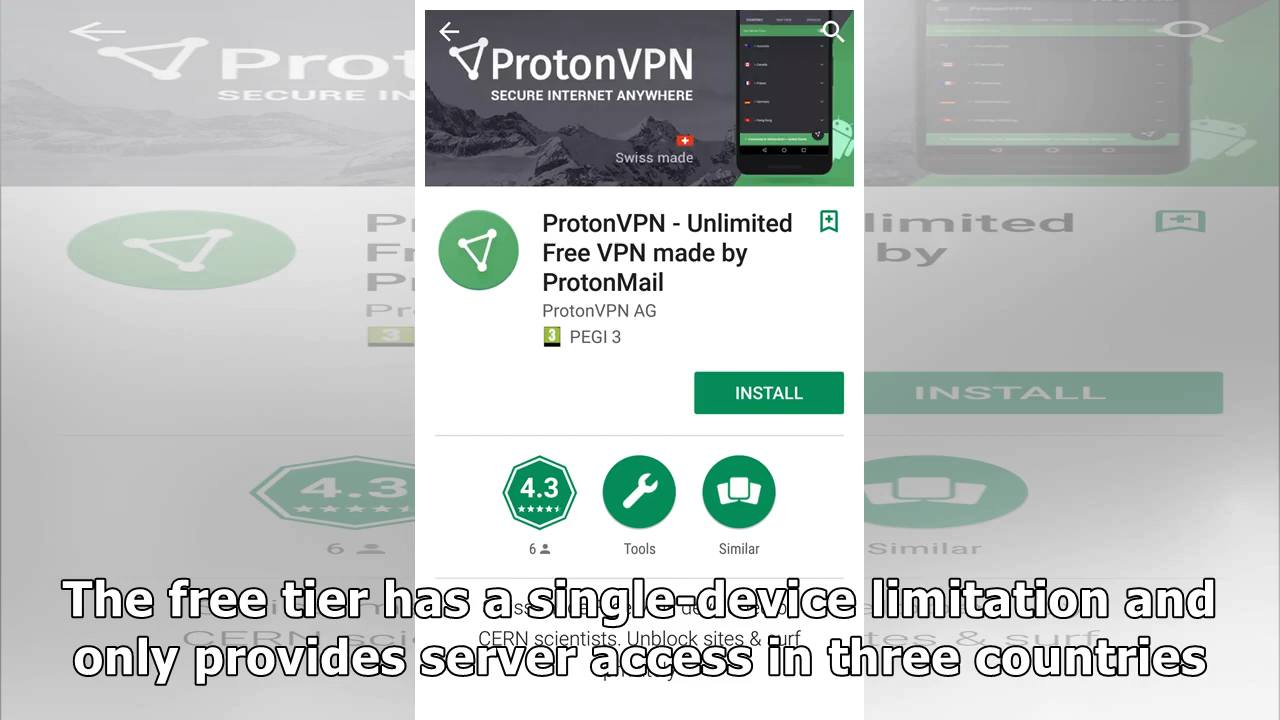 ProtonVPN
SECURE INTERNET ANYWHERE
Swiss made
ProtonVPN - Unlimited
Free VPN made by
ProtonMail
ProtonVPN AG
3 PEGI 3
INSTALL
4.3
6
Tools
Similar
CERN scientists. Unblock sites & surf
The free tier has a single-device limitation and
only provides server access in three countries